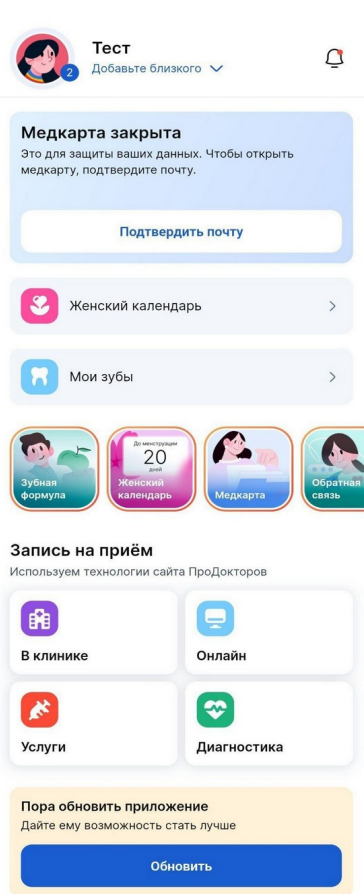 Тест
Добавьте близкого
2
Медкарта закрыта
Это для защиты ваших данных. Чтобы открыть
медкарту, подтвердите почту.
Подтвердить почту
Женский календарь
Мои зубы
Зубная
формула
До менструации
20
дней
Женский
календарь
Медкарта
Обратная
связь
Запись на приём
Используем технологии сайта ПроДокторов
В клинике
Онлайн
Услуги
Диагностика
Пора обновить приложение
Дайте ему возможность стать лучше
Обновить